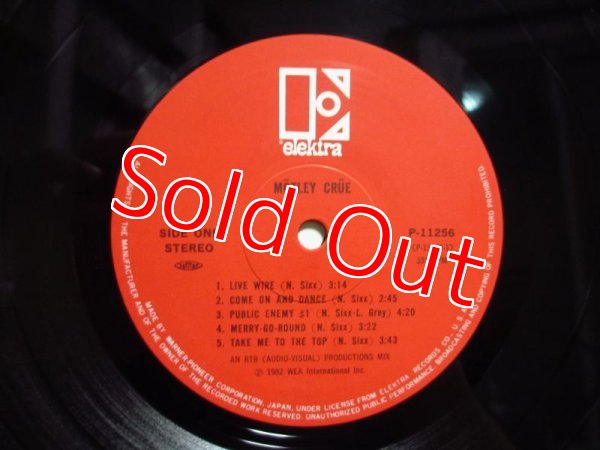 elektra
MÖTLEY CRÜE
Sold Out
SIDE ONE
STEREO
P-11256
1. LIVE WIRE (N. Sixx) 3:14
2. COME ON AND DANCE (N. Sixx) 2:45
3. PUBLIC ENEMY #1 (N. Sixx-L. Grey) 4:20
4. MERRY-GO-ROUND (N. Sixx) 3:22
5. TAKE ME TO THE TOP (N. Sixx) 3:43
AN RTB (AUDIO-VISUAL) PRODUCTIONS MIX
Ⓟ 1982 WEA International Inc.
THE MANUFACTURER AND OF THE OWNER OF THE RECORDED WORK RESERVED. UNAUTHORIZED PUBLIC PERFORMANCE BROADCASTING AND COPYING OF THIS RECORD PROHIBITED.
MADE BY WARNER-PIONEER CORPORATION, JAPAN, UNDER LICENSE FROM ELEKTRA RECORDS CO., U.S.A.